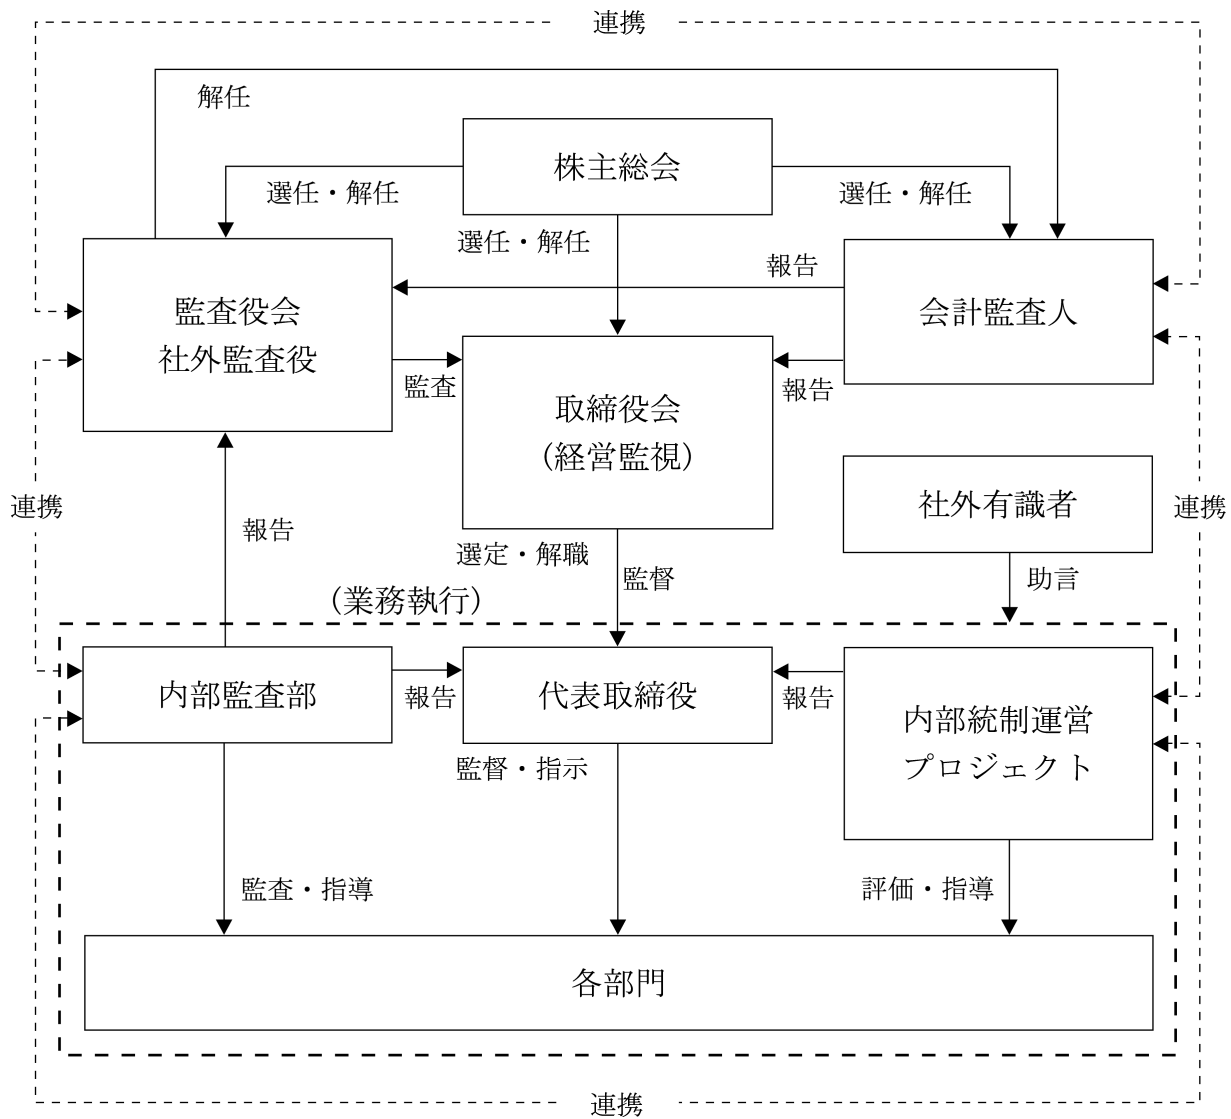 連携
解任
株主総会
選任・解任
選任・解任
選任・解任
報告
監査役会
社外監査役
会計監査人
監査
報告
取締役会
(経営監視)
社外有識者
連携
連携
報告
選定・解職
監督
助言
(業務執行)
内部監査部
報告
代表取締役
報告
内部統制運営
プロジェクト
監督・指示
監査・指導
評価・指導
各部門
連携